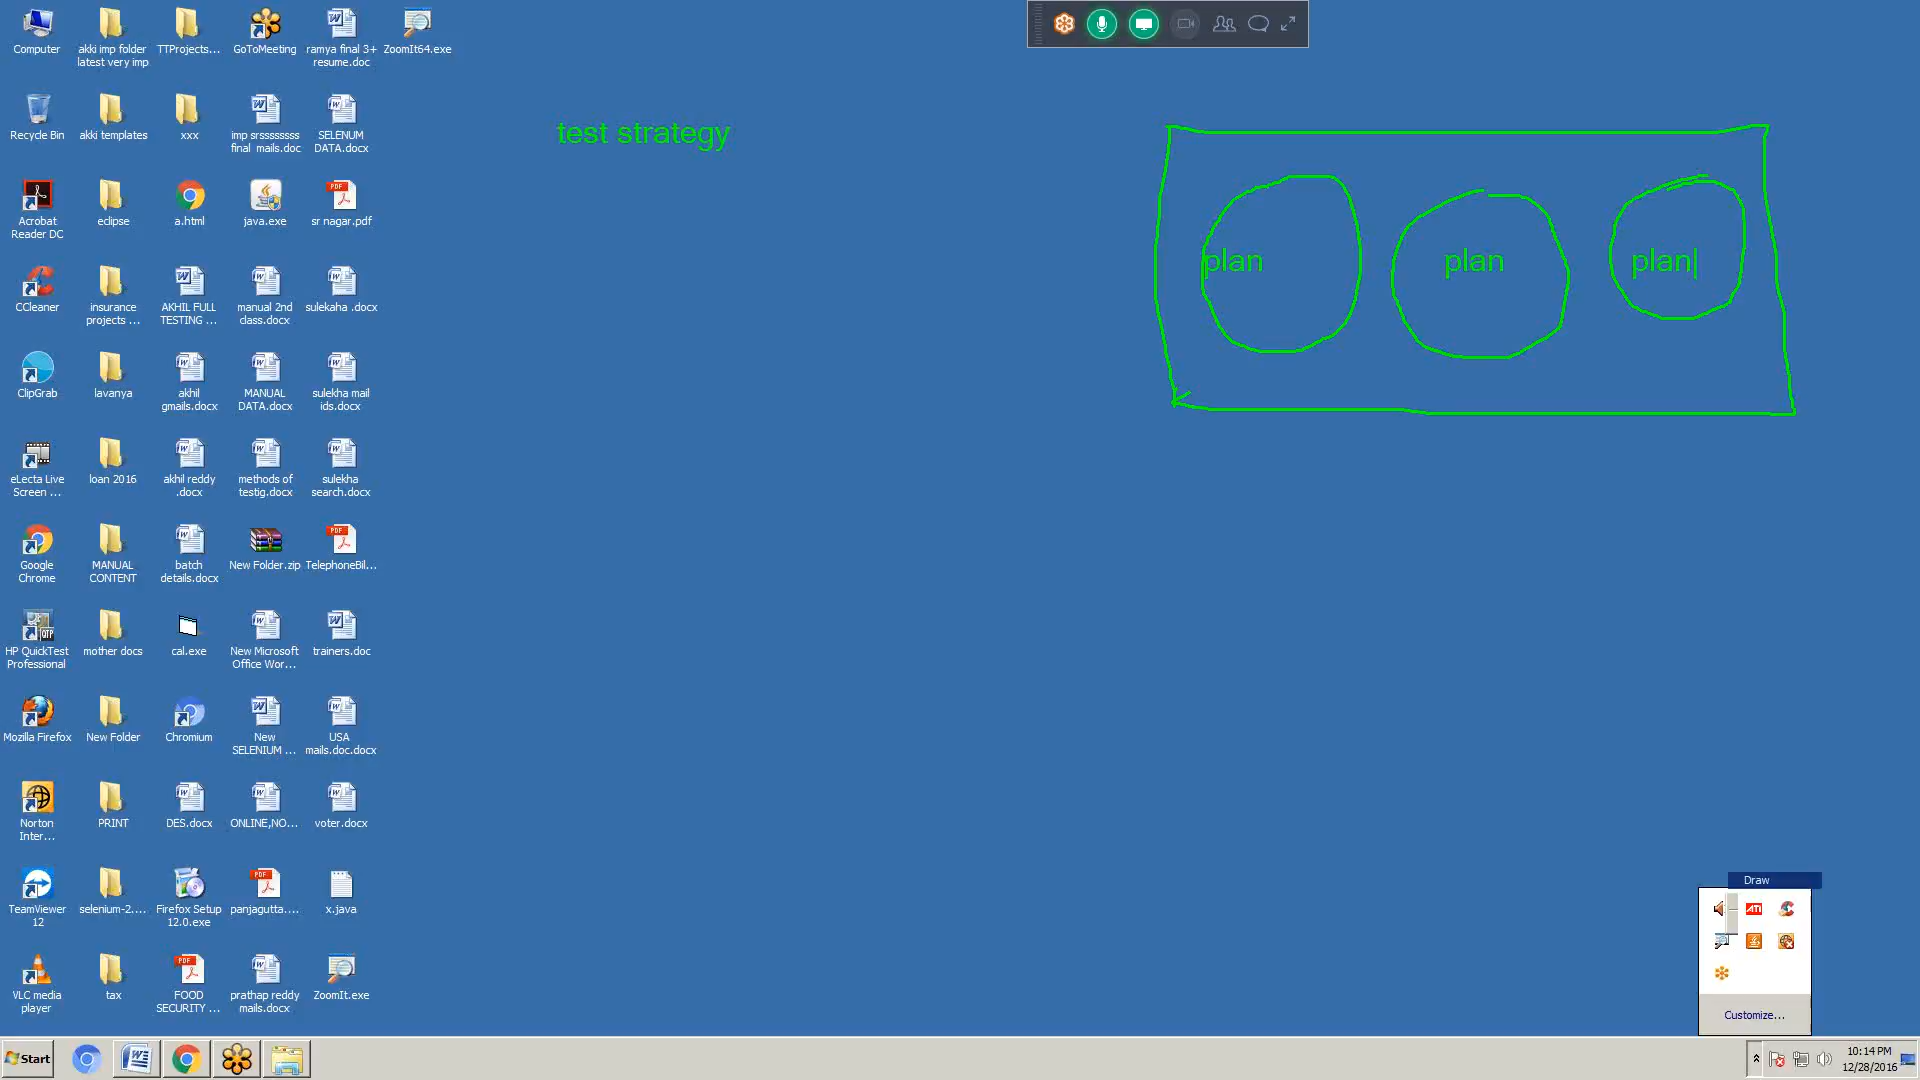 Computer
akki imp folder
latest very imp
TTProjects...
GoToMeeting
ramya final 3+
resume.doc
ZoomIt64.exe
Recycle Bin
akki templates
xxx
imp srsssssssss
final mails.doc
SELENUM
DATA.docx
test strategy
Acrobat
Reader DC
eclipse
a.html
java.exe
sr nagar.pdf
plan
plan
plan
CCleaner
insurance
projects ...
AKHIL FULL
TESTING ...
manual 2nd
class.docx
sulekaha .docx
ClipGrab
lavanya
akhil
gmails.docx
MANUAL
DATA.docx
sulekha mail
ids.docx
eLecta Live
Screen ...
loan 2016
akhil reddy
.docx
methods of
testig.docx
sulekha
search.docx
Google
Chrome
MANUAL
CONTENT
batch
details.docx
New Folder.zip
TelephoneBil...
HP QuickTest
Professional
mother docs
cal.exe
New Microsoft
Office Wor...
trainers.doc
Mozilla Firefox
New Folder
Chromium
New
SELENIUM ...
USA
mails.doc.docx
Norton
Inter...
PRINT
DES.docx
ONLINE,NO...
voter.docx
TeamViewer
12
selenium-2....
Firefox Setup
12.0.exe
panjagutta....
x.java
VLC media
player
tax
FOOD
SECURITY ...
prathap reddy
mails.docx
ZoomIt.exe
Draw
ATI
Customize...
Start
10:14 PM
12/28/2016